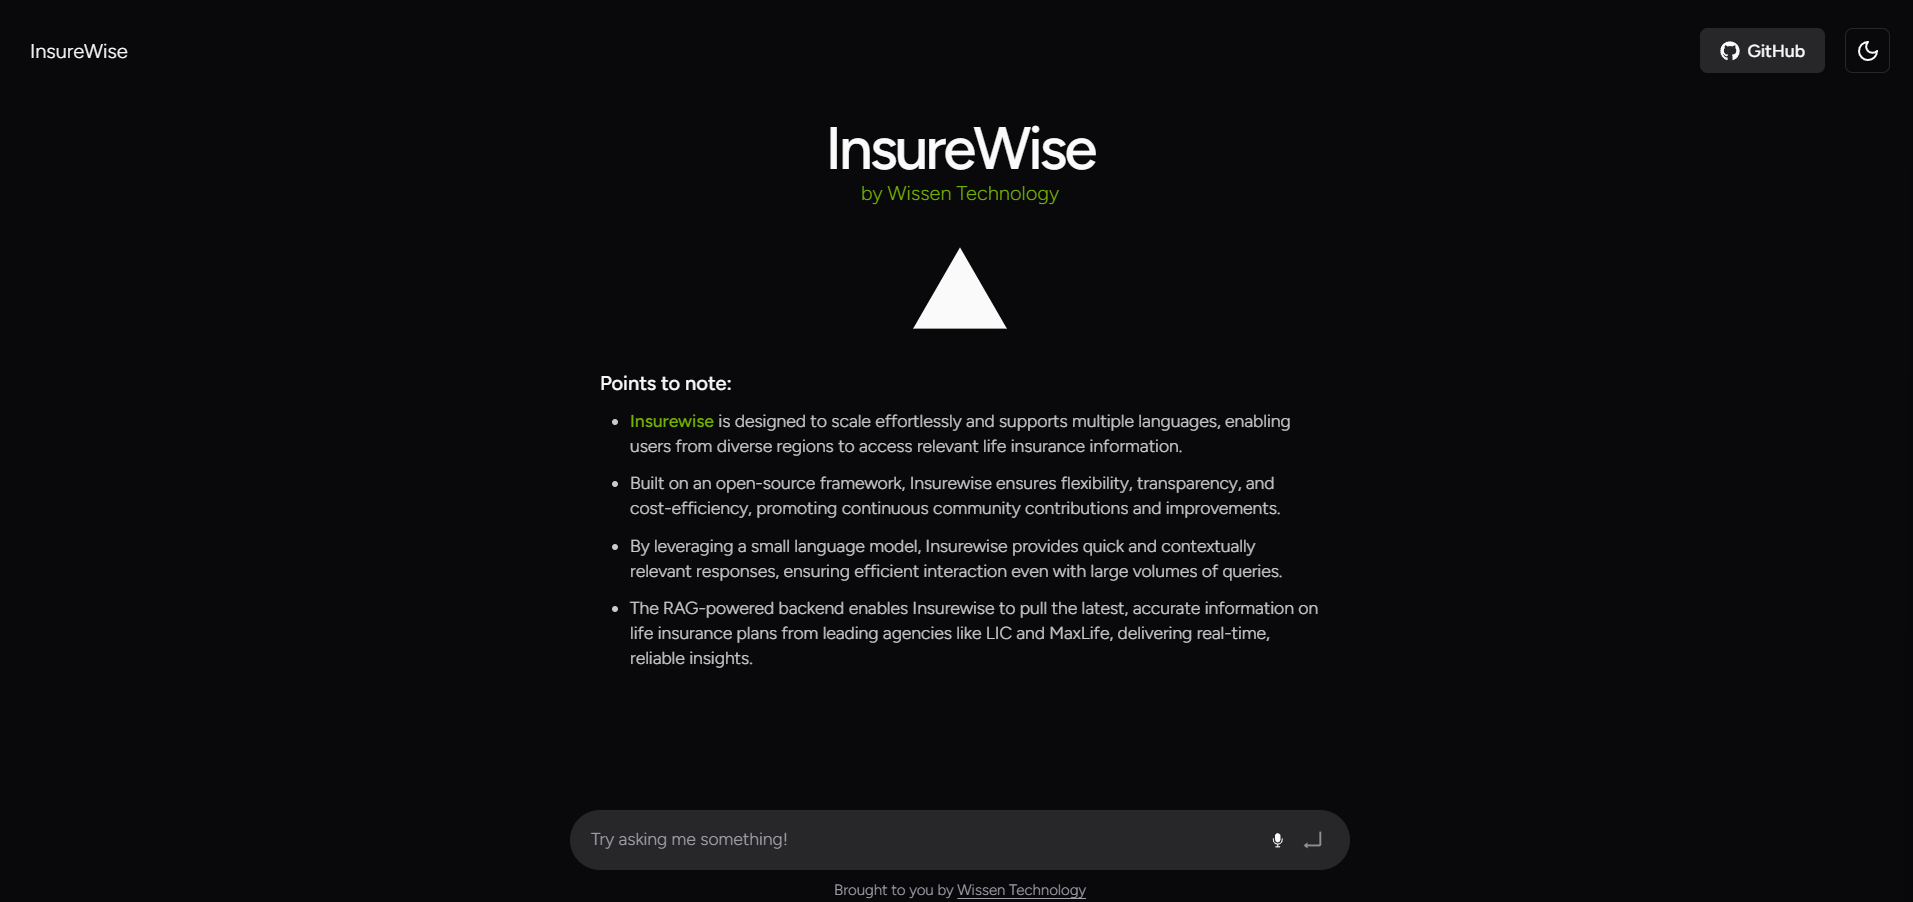 InsureWise
GitHub
InsureWise
by Wissen Technology
Points to note:
Insurewise is designed to scale effortlessly and supports multiple languages, enabling
users from diverse regions to access relevant life insurance information.
Built on an open-source framework, Insurewise ensures flexibility, transparency, and
cost-efficiency, promoting continuous community contributions and improvements.
By leveraging a small language model, Insurewise provides quick and contextually
relevant responses, ensuring efficient interaction even with large volumes of queries.
The RAG-powered backend enables Insurewise to pull the latest, accurate information on
life insurance plans from leading agencies like LIC and MaxLife, delivering real-time,
reliable insights.
Try asking me something!
Brought to you by Wissen Technology